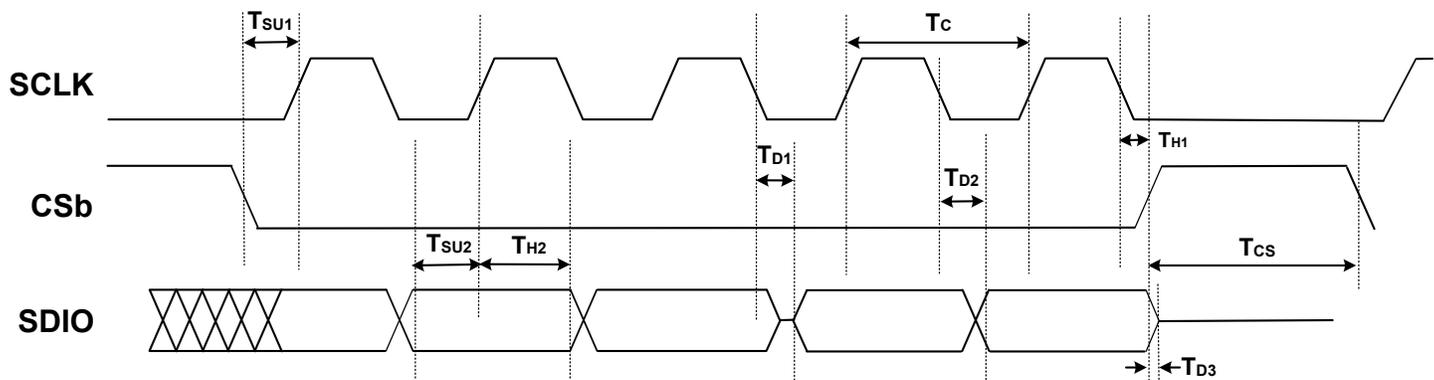 TSU1
TC
SCLK
TH1
TD1
TD2
CSb
TSU2
TH2
TCS
SDIO
TD3